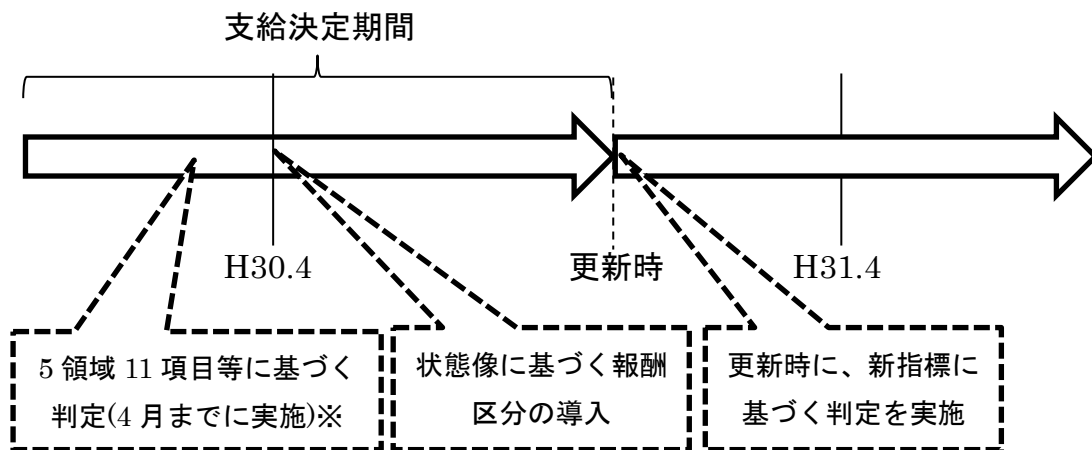 支給決定期間
H30.4
更新時
H31.4
5 領域 11 項目等に基づく
判定(4 月までに実施)※
状態像に基づく報酬
区分の導入
更新時に、新指標に
基づく判定を実施